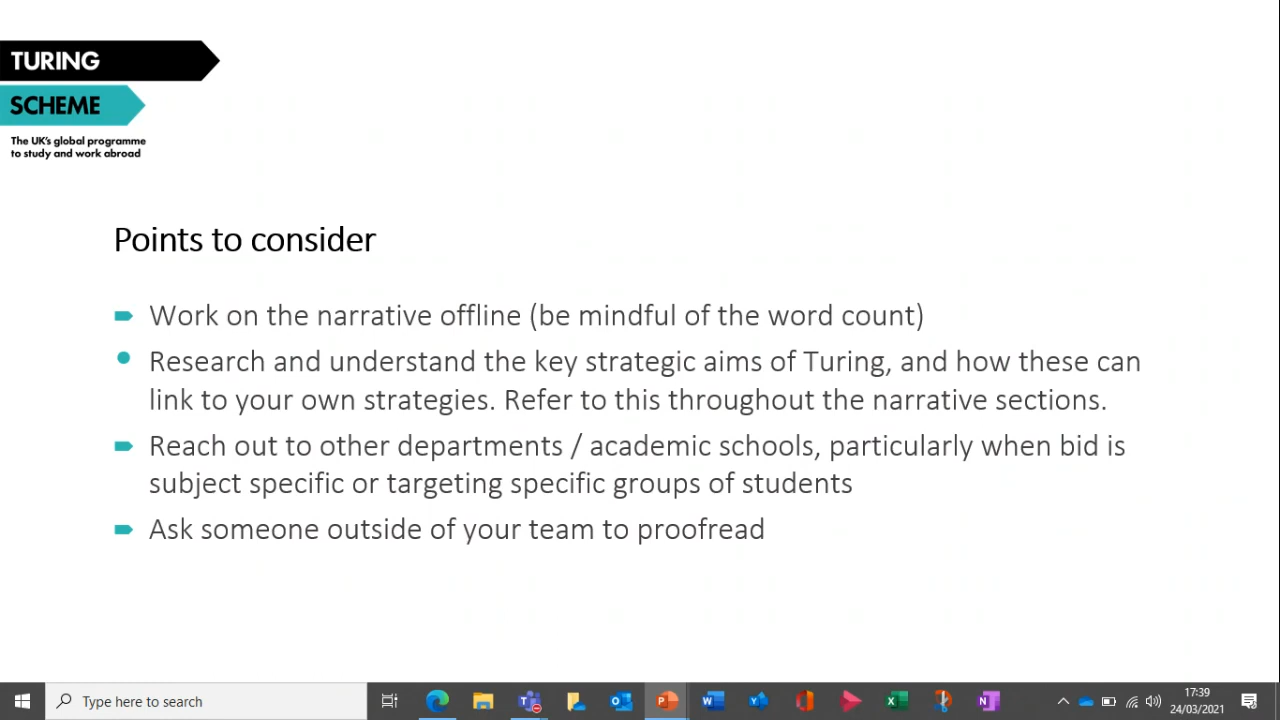 TURING
SCHEME
The UK's global programme
to study and work abroad
Points to consider
Work on the narrative offline (be mindful of the word count)
Research and understand the key strategic aims of Turing, and how these can
link to your own strategies. Refer to this throughout the narrative sections.
Reach out to other departments / academic schools, particularly when bid is
subject specific or targeting specific groups of students
Ask someone outside of your team to proofread
Type here to search
17:39
24/03/2021